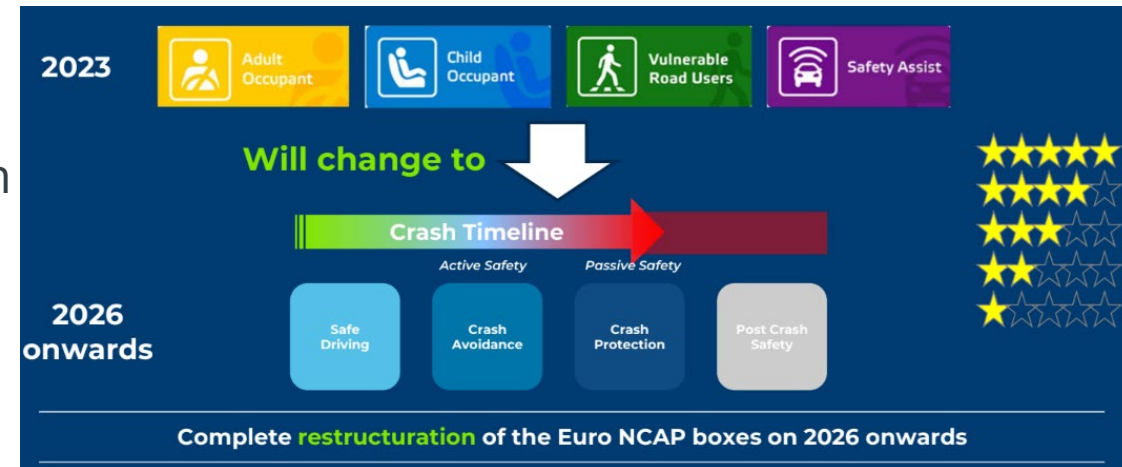 2023
Adult
Occupant
Child
Occupant
Vulnerable
Road Users
Safety Assist
Will change to
Crash Timeline
Active Safety
Passive Safety
2026
onwards
Safe
Driving
Crash
Avoidance
Crash
Protection
Post Crash
Safety
Complete restructuration of the Euro NCAP boxes on 2026 onwards